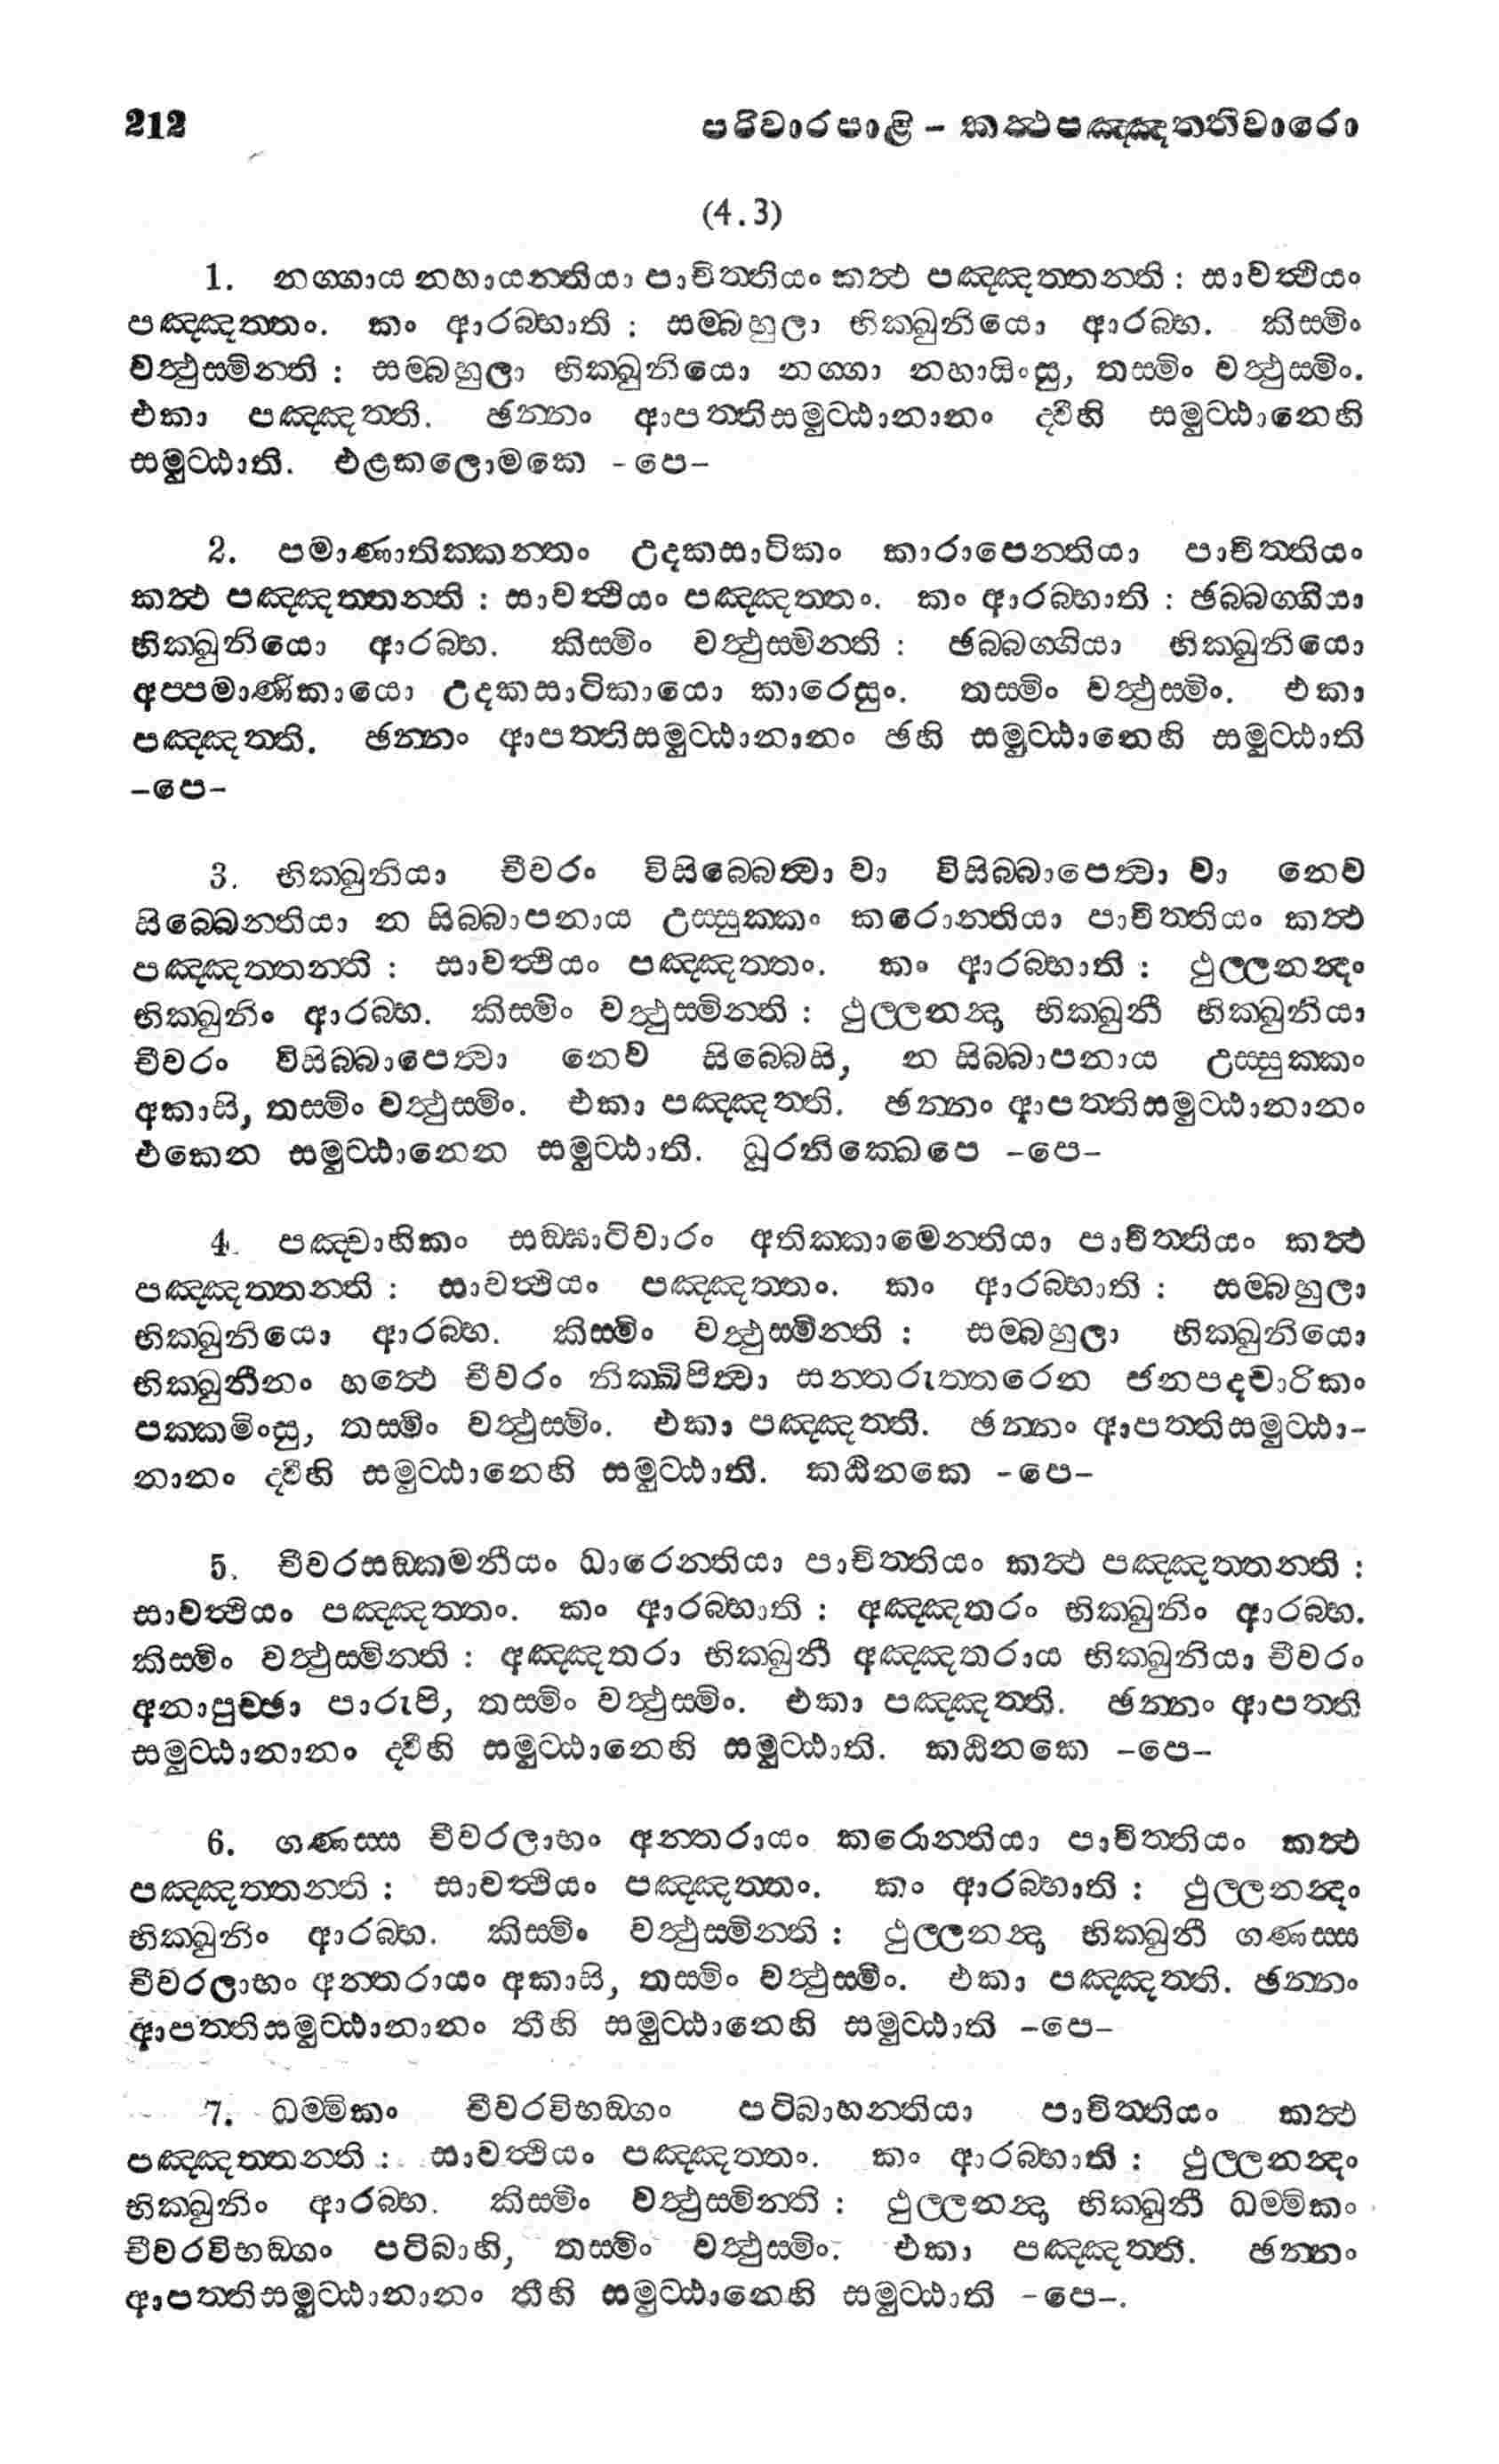 212 පරිවාරපාළි – කත්‍ථපඤ්ඤත්තිවාරො
(4.3)
1. නග්ගාය නහායන්තියා පාචිත්තියං කත්‍ථ පඤ්ඤත්තන්ති : සාවත්‍ථියං
පඤ්ඤත්තං. කං ආරබ්භාති : සම්බහුලා භික්ඛුනියො ආරබ්භ. කිස්මිං
වත්‍ථුස්මින්ති : සම්බහුලා භික්ඛුනියො නග්ගා නහායිංසු, තස්මිං වත්‍ථුස්මිං.
එකා පඤ්ඤත්ති. ඡන්නං ආපත්තිසමුට්ඨානානං ද්වීහි සමුට්ඨානෙහි
සමුට්ඨාති. එළකලොමකෙ -පෙ–
2. පමාණාතික්කන්තං උදකසාටිකං කාරාපෙන්තියා පාචිත්තියං
කත්‍ථ පඤ්ඤත්තන්ති : සාවත්‍ථියං පඤ්ඤත්තං. කං ආරබ්භාති : ඡබ්බග්ගියා
භික්ඛුනියො ආරබ්භ. කිස්මිං වත්‍ථුස්මින්ති : ඡබ්බග්ගියා භික්ඛුනියො
අප්පමාණිකායො උදකසාටිකායො කාරෙසුං. තස්මිං වත්‍ථුස්මිං. එකා
පඤ්ඤත්ති. ඡන්නං ආපත්තිසමුට්ඨානානං ඡහි සමුට්ඨානෙහි සමුට්ඨාති
–පෙ–
3. භික්ඛුනියා චීවරං විසිබ්බෙත්‍වා වා විසිබ්බාපෙත්‍වා වා නෙව
සිබ්බෙන්තියා න සිබ්බාපනාය උස්සුක්කං කරොන්තියා පාචිත්තියං කත්‍ථ
පඤ්ඤත්තන්ති : සාවත්‍ථියං පඤ්ඤත්තං. කං ආරබ්භාති : ථුල්ලනන්‍දං
භික්ඛුනිං ආරබ්භ. කිස්මිං වත්‍ථුස්මින්ති : ථුල්ලනන්‍දා භික්ඛුනී භික්ඛුනියා
චීවරං විසිබ්බාපෙත්‍වා නෙව සිබ්බෙසි, න සිබ්බාපනාය උස්සුක්කං
අකාසි, තස්මිං වත්‍ථුස්මිං. එකා පඤ්ඤත්ති. ඡන්නං ආපත්තිසමුට්ඨානානං
එකෙන සමුට්ඨානෙන සමුට්ඨාති. ධුරනික්ඛෙපෙ –පෙ–
4. පඤ්චාහිකං සඞ්ඝාටිවාරං අතික්කාමෙන්තියා පාචිත්තියං කත්‍ථ
පඤ්ඤත්තන්ති : සාවත්‍ථියං පඤ්ඤත්තං. කං ආරබ්භාති : සම්බහුලා
භික්ඛුනියො ආරබ්භ. කිස්මිං වත්‍ථුස්මින්ති : සම්බහුලා භික්ඛුනියො
භික්ඛුනීනං හත්‍ථෙ චීවරං නික්ඛිපිත්‍වා සන්තරුත්තරෙන ජනපදචාරිකං
පක්කමිංසු, තස්මිං වත්‍ථුස්මිං. එකා පඤ්ඤත්ති. ඡන්නං ආපත්තිසමුට්ඨා-
නානං ද්වීහි සමුට්ඨානෙහි සමුට්ඨාති. කඨිනකෙ –පෙ–
5. චීවරසඞ්කමනීයං ධාරෙන්තියා පාචිත්තියං කත්‍ථ පඤ්ඤත්තන්ති :
සාවත්‍ථියං පඤ්ඤත්තං. කං ආරබ්භාති : අඤ්ඤතරං භික්ඛුනිං ආරබ්භ.
කිස්මිං වත්‍ථුස්මින්ති : අඤ්ඤතරා භික්ඛුනී අඤ්ඤතරාය භික්ඛුනියා චීවරං
අනාපුච්ඡා පාරුපි, තස්මිං වත්‍ථුස්මිං. එකා පඤ්ඤත්ති. ඡන්නං ආපත්ති
සමුට්ඨානානං ද්වීහි සමුට්ඨානෙහි සමුට්ඨාති. කඨිනකෙ –පෙ–
6. ගණස්ස චීවරලාභං අන්තරායං කරොන්තියා පාචිත්තියං කත්‍ථ
පඤ්ඤත්තන්ති : සාවත්‍ථියං පඤ්ඤත්තං. කං ආරබ්භාති : ථුල්ලනන්‍දං
භික්ඛුනිං ආරබ්භ. කිස්මිං වත්‍ථුස්මින්ති : ථුල්ලනන්‍දා භික්ඛුනී ගණස්ස
චීවරලාභං අන්තරායං අකාසි, තස්මිං වත්‍ථුස්මිං. එකා පඤ්ඤත්ති. ඡන්නං
ආපත්තිසමුට්ඨානානං තීහි සමුට්ඨානෙහි සමුට්ඨාති –පෙ–
7. ධම්මිකං චීවරවිභඞ්ගං පටිබාහන්තියා පාචිත්තියං කත්‍ථ
පඤ්ඤත්තන්ති : සාවත්‍ථියං පඤ්ඤත්තං. කං ආරබ්භාති : ථුල්ලනන්‍දං
භික්ඛුනිං ආරබ්භ. කිස්මිං වත්‍ථුස්මින්ති : ථුල්ලනන්‍දා භික්ඛුනී ධම්මිකං
චීවරවිභඞ්ගං පටිබාහි, තස්මිං වත්‍ථුස්මිං. එකා පඤ්ඤත්ති. ඡන්නං
ආපත්තිසමුට්ඨානානං තීහි සමුට්ඨානෙහි සමුට්ඨාති –පෙ–.